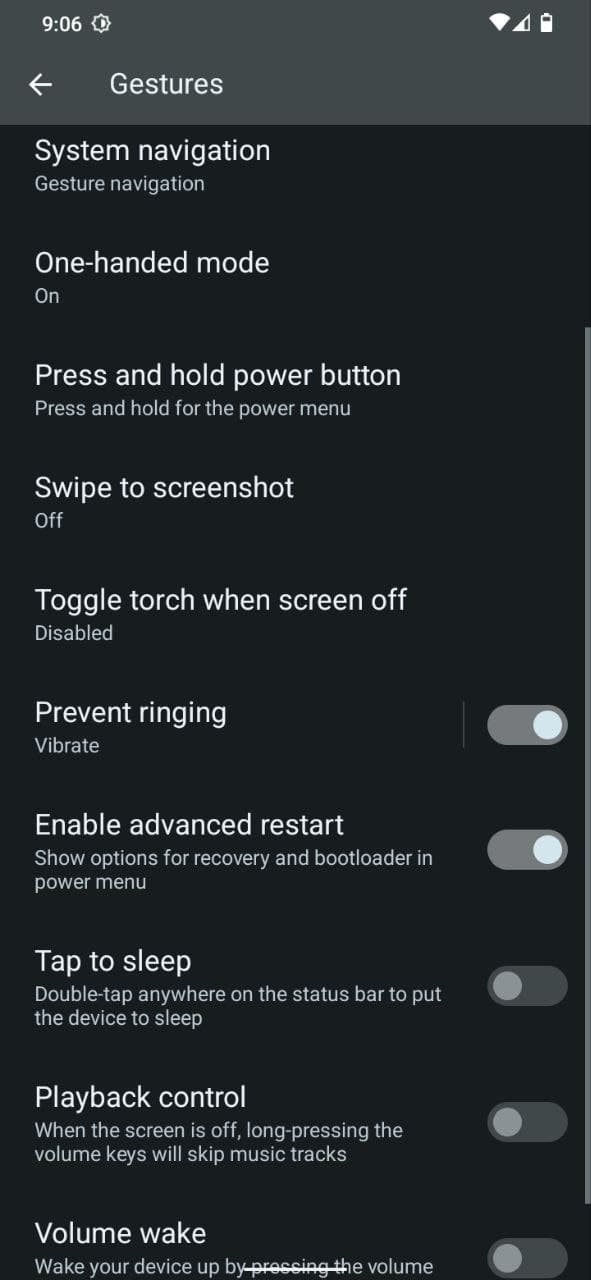 9:06
Gestures
System navigation
Gesture navigation
One-handed mode
On
Press and hold power button
Press and hold for the power menu
Swipe to screenshot
Off
Toggle torch when screen off
Disabled
Prevent ringing
Vibrate
Enable advanced restart
Show options for recovery and bootloader in
power menu
Tap to sleep
Double-tap anywhere on the status bar to put
the device to sleep
Playback control
When the screen is off, long-pressing the
volume keys will skip music tracks
Volume wake
Wake your device up by pressing the volume